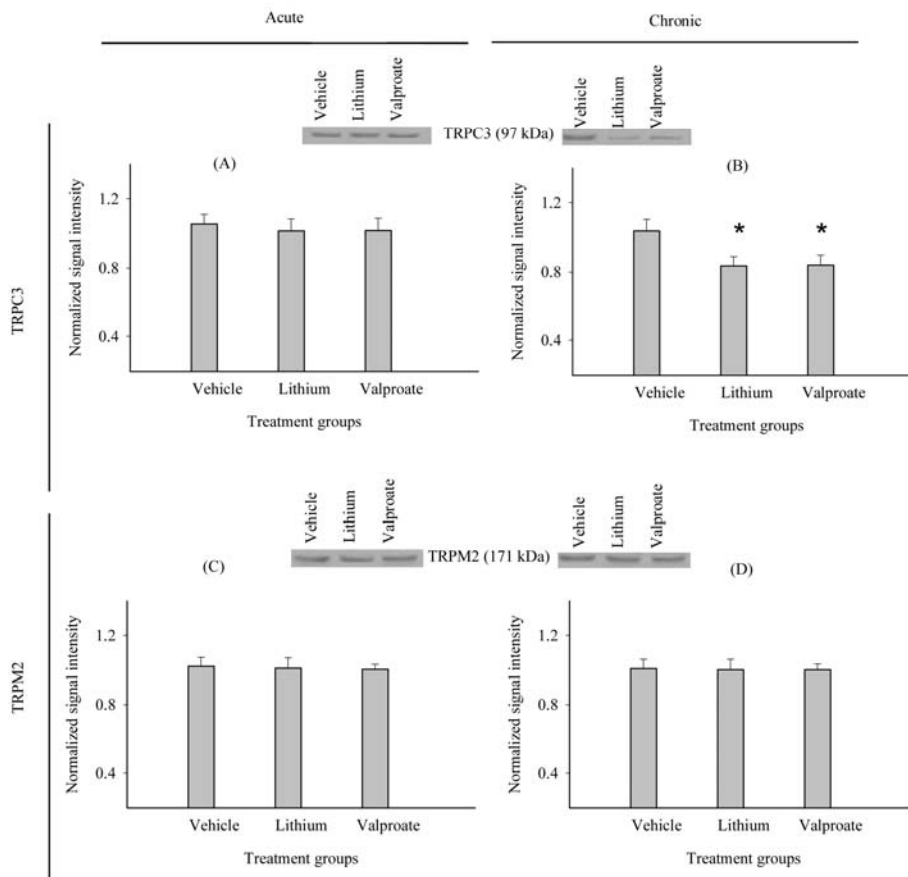 Acute
Chronic
Vehicle
Lithium
Valproate
TRPC3 (97 kDa)
Vehicle
Lithium
Valproate
TRPC3
(A)
Normalized signal intensity
1.2
0.8
0.4
Vehicle Lithium Valproate
Treatment groups
(B)
Normalized signal intensity
1.2
0.8
0.4
* *
Vehicle Lithium Valproate
Treatment groups
Vehicle
Lithium
Valproate
TRPM2 (171 kDa)
Vehicle
Lithium
Valproate
TRPM2
(C)
Normalized signal intensity
1.2
0.8
0.4
Vehicle Lithium Valproate
Treatment groups
(D)
Normalized signal intensity
1.2
0.8
0.4
Vehicle Lithium Valproate
Treatment groups